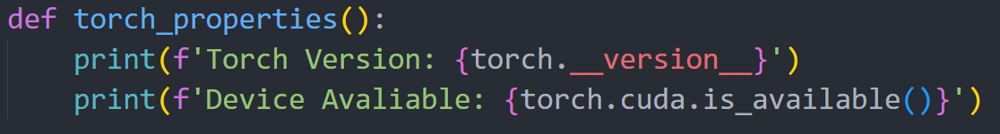 def torch_properties():
    print(f'Torch Version: {torch.__version__}')
    print(f'Device Avaliable: {torch.cuda.is_available()}')